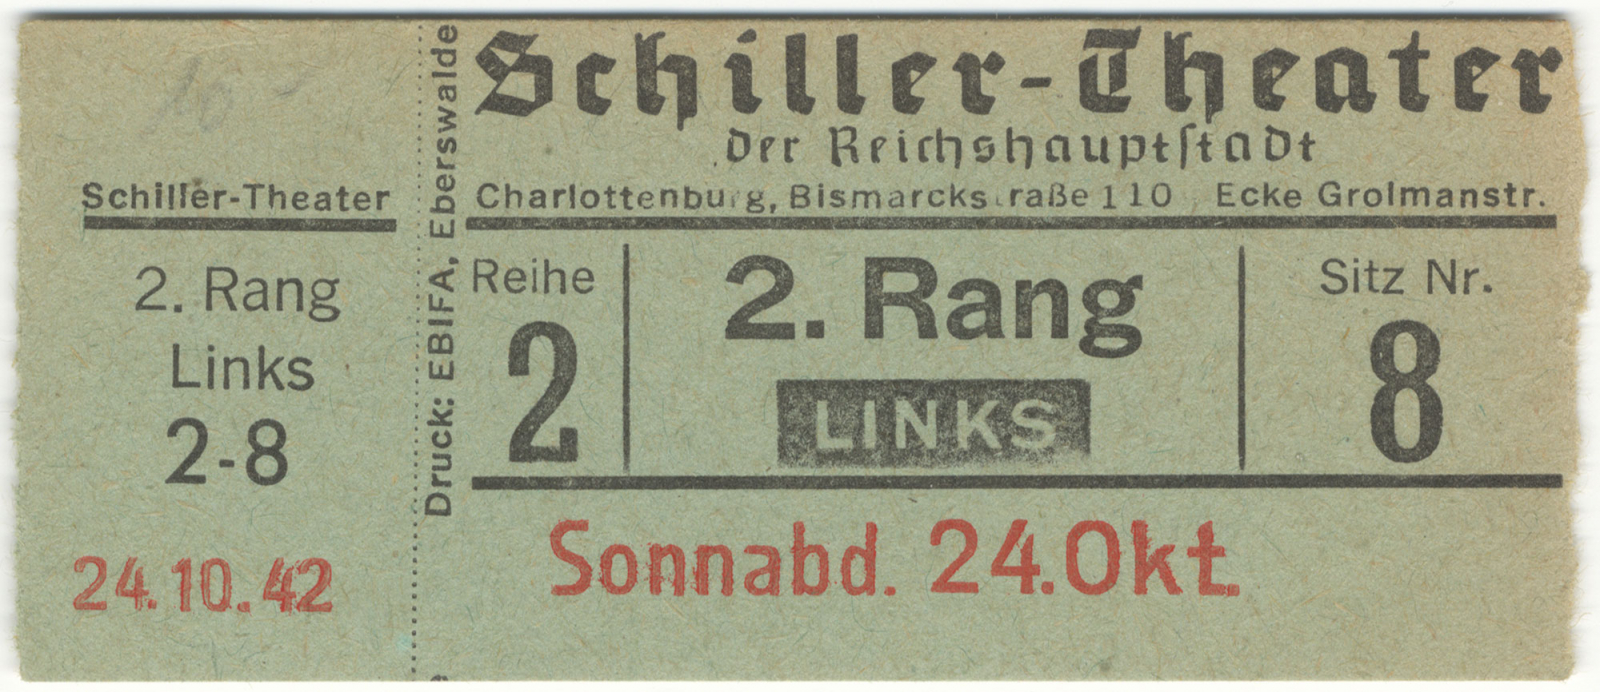 Schiller-Theater
2. Rang
Links
2-8
24.10.42
Druck: EBIFA, Eberswalde
Schiller-Theater
der Reichshauptſtadt
Charlottenburg, Bismarckstraße 110 Ecke Grolmanstr.
Reihe
2
2. Rang
LINKS
Sitz Nr.
8
Sonnabd. 24.Okt.